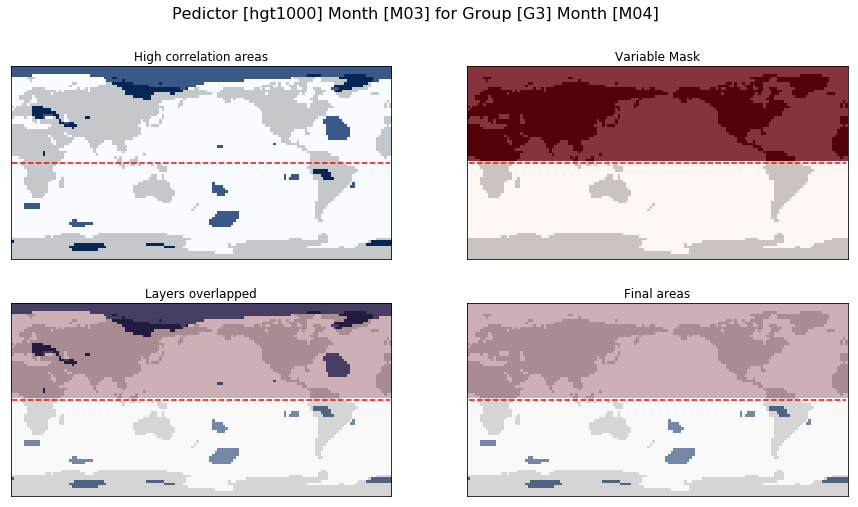 Pedictor [hgt1000] Month [M03] for Group [G3] Month [M04]
High correlation areas
Variable Mask
Layers overlapped
Final areas